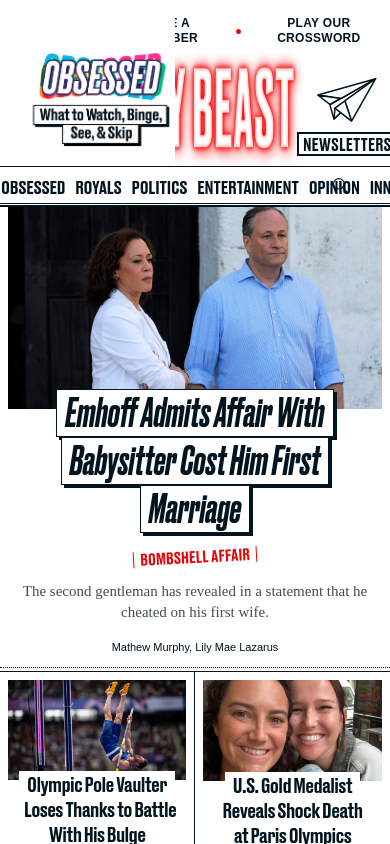 E A
BER
PLAY OUR
CROSSWORD
OBSESSED
What to Watch, Binge,
See, & Skip
Y BEAST
NEWSLETTERS
OBSESSED ROYALS POLITICS ENTERTAINMENT OPINION INN
Emhoff Admits Affair With
Babysitter Cost Him First
Marriage
BOMBSHELL AFFAIR
The second gentleman has revealed in a statement that he
cheated on his first wife.
Mathew Murphy, Lily Mae Lazarus
Olympic Pole Vaulter
Loses Thanks to Battle
With His Bulge
U.S. Gold Medalist
Reveals Shock Death
at Paris Olympics